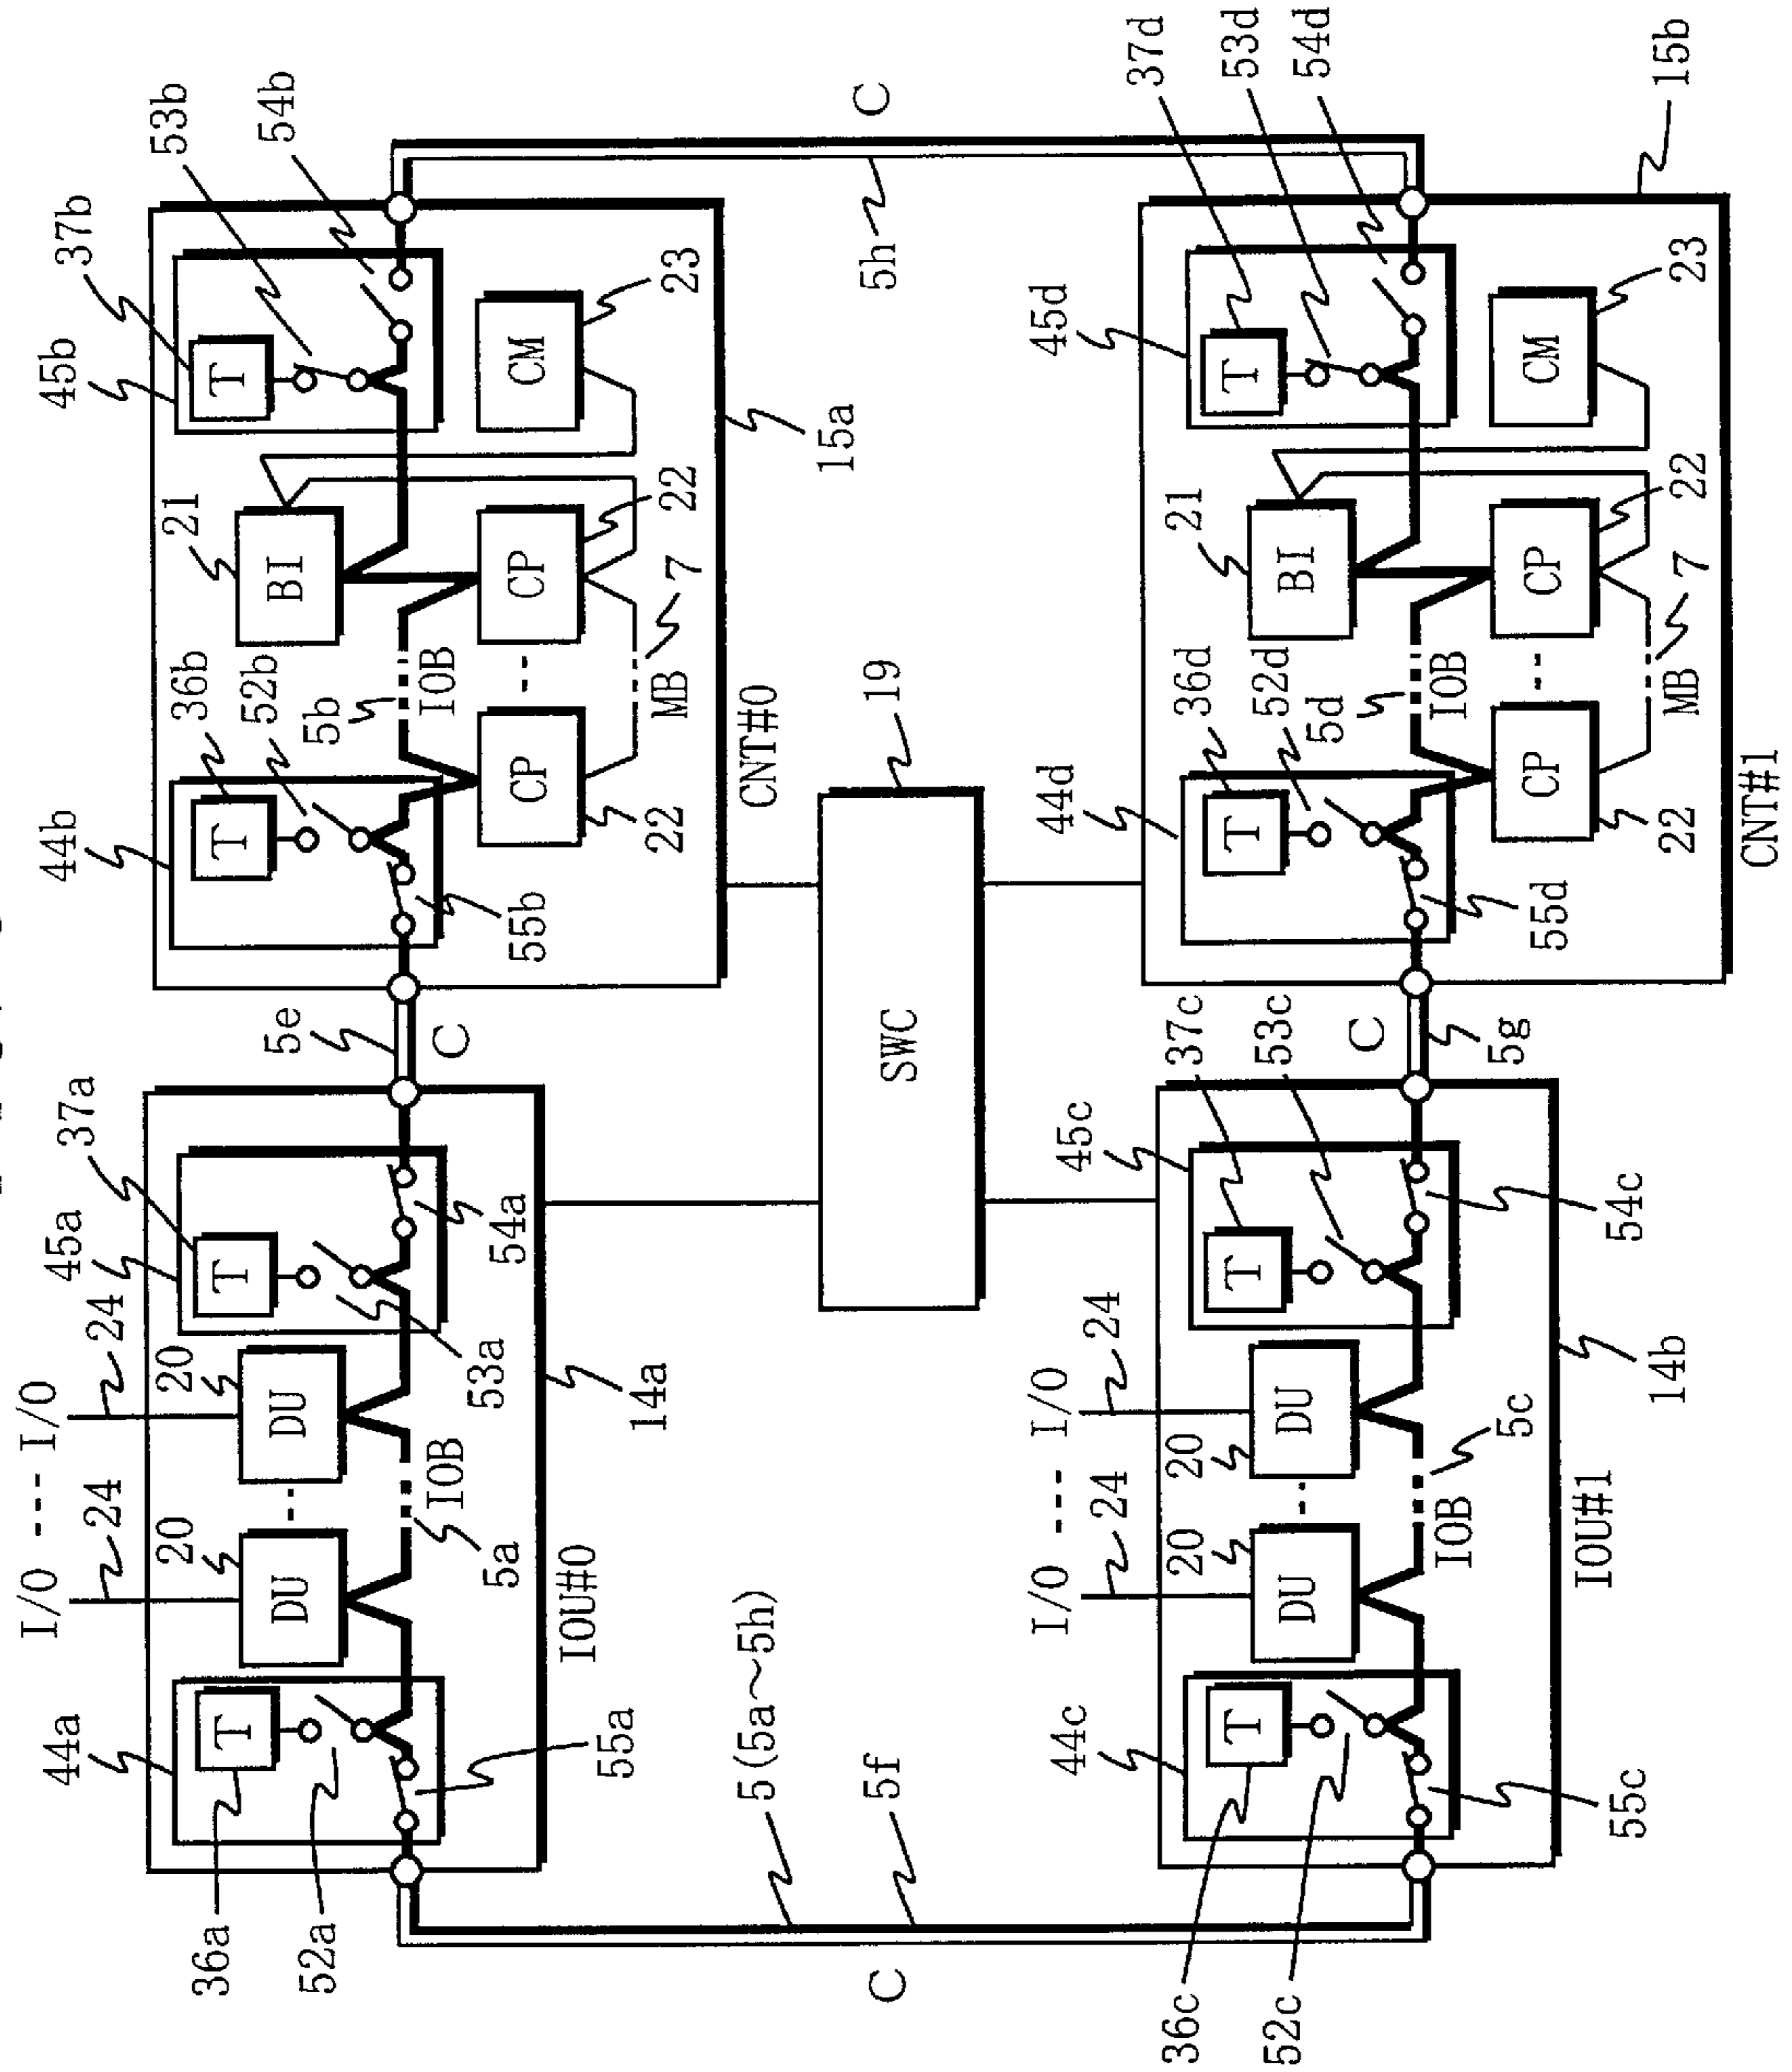 I/O ---- I/O
24
24
44a
20
20
45a
37a
T
DU
DU
T
36a
52a
55a
5a
IOB
53a
54a
IOU#0
14a
5e
C
44b
36b
52b
5b
IOB
21
45b
37b
53b
54b
T
BI
T
55b
CP
CP
CM
22
22
23
MB
7
CNT#0
15a
C
5(5a~5h)
5f
SWC
19
5h
C
I/O ---- I/O
24
24
44c
20
20
45c
37c
53c
T
DU
DU
T
36c
52c
55c
IOB
5c
54c
IOU#1
14b
C
5g
44d
36d
52d
5d
IOB
21
45d
37d
53d
54d
T
BI
T
55d
CP
CP
CM
22
22
23
MB
7
CNT#1
15b